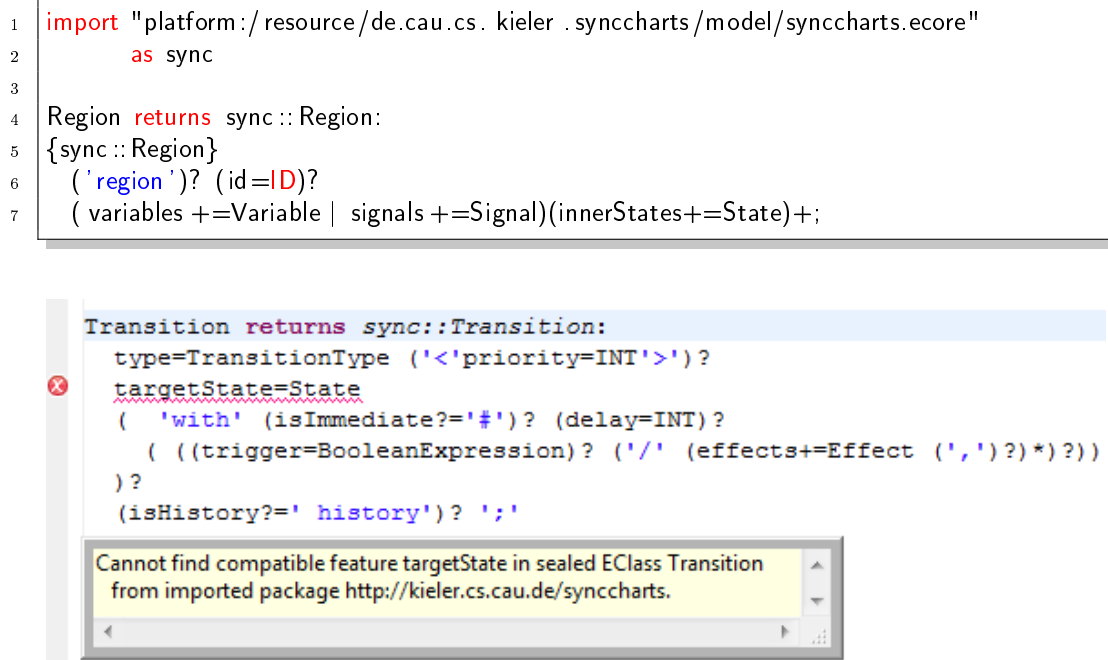 1 import "platform:/resource/de.cau.cs. kieler .synccharts/model/synccharts.ecore"
2 as sync
3
4 Region returns sync :: Region:
5 {sync :: Region}
6 ('region')? (id=ID)?
7 ( variables +=Variable | signals +=Signal)(innerStates+=State)+;
Transition returns sync::Transition:
type=TransitionType ('<'priority=INT'>')?
targetState=State
( 'with' (isImmediate?='#')? (delay=INT)?
( ((trigger=BooleanExpression)? ('/' (effects+=Effect (',')?)*)?))
)?
(isHistory?=' history')? ';'
Cannot find compatible feature targetState in sealed EClass Transition
from imported package http://kieler.cs.cau.de/synccharts.